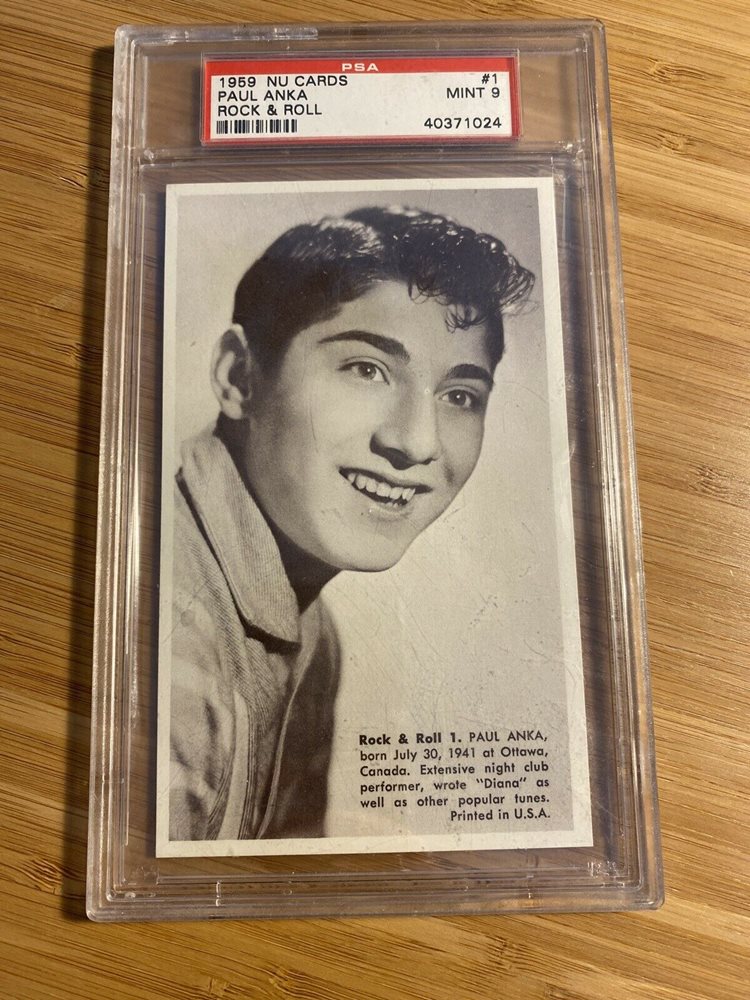 PSA
1959 NU CARDS #1
PAUL ANKA MINT 9
ROCK & ROLL
40371024
Rock & Roll 1. PAUL ANKA,
born July 30, 1941 at Ottawa,
Canada. Extensive night club
performer, wrote "Diana" as
well as other popular tunes.
Printed in U.S.A.